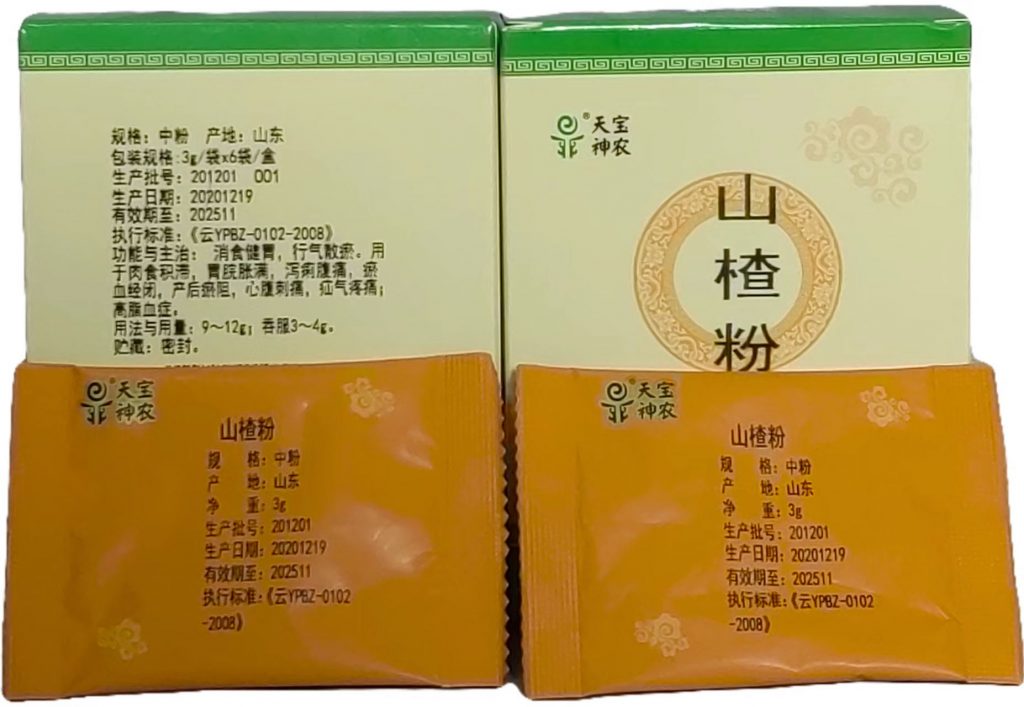 规格：中粉 产地：山东
包装规格:3g/袋x6袋/盒
生产批号：201201 001
生产日期：20201219
有效期至：202511
执行标准：《云YPBZ-0102-2008》
功能与主治： 消食健胃，行气散瘀。用
于肉食积滞，胃脘胀满，泻痢腹痛，瘀
血经闭，产后瘀阻，心腹刺痛，疝气疼痛；
高脂血症。
用法与用量：9～12g；吞服3～4g。
贮藏：密封。
天宝
神农
山
楂
粉
天宝
神农
山楂粉
规 格：中粉
产 地：山东
净 重：3g
生产批号：201201
生产日期：20201219
有效期至：202511
执行标准：《云YPBZ-0102
-2008》
天宝
神农
山楂粉
规 格：中粉
产 地：山东
净 重：3g
生产批号：201201
生产日期：20201219
有效期至：202511
执行标准：《云YPBZ-0102
-2008》